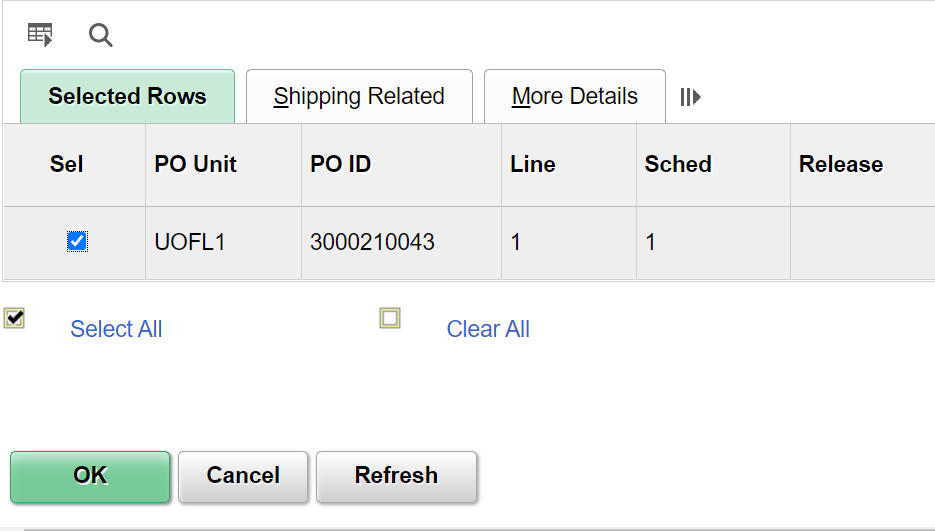 Selected Rows Shipping Related More Details
Sel PO Unit PO ID Line Sched Release
UOFL1 3000210043 1 1
Select All Clear All
OK Cancel Refresh